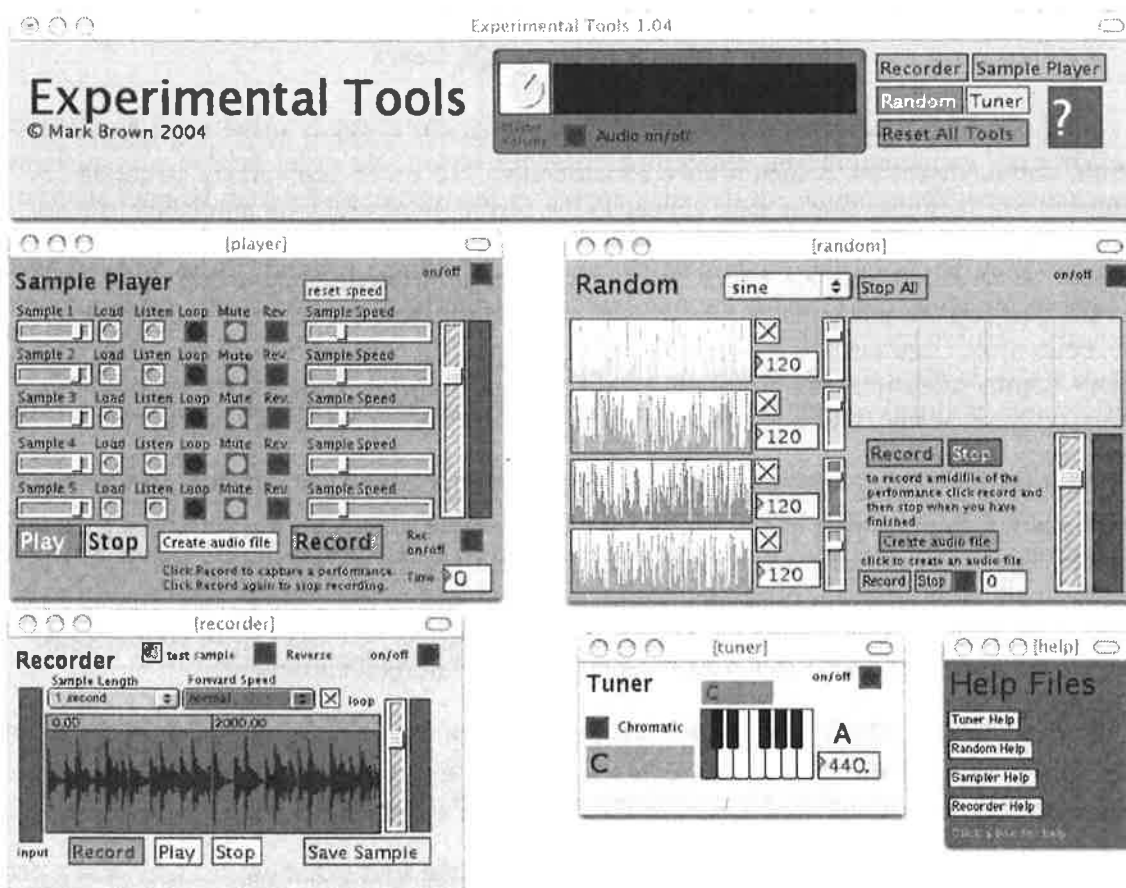 Experimental Tools 1.04
Experimental Tools
© Mark Brown 2004
Master Volume
Audio on/off
Recorder Sample Player
Random Tuner
Reset All Tools
?
[player]
Sample Player
on/off
reset speed
Sample 1 Load Listen Loop Mute Rev. Sample Speed
Sample 2 Load Listen Loop Mute Rev. Sample Speed
Sample 3 Load Listen Loop Mute Rev. Sample Speed
Sample 4 Load Listen Loop Mute Rev. Sample Speed
Sample 5 Load Listen Loop Mute Rev. Sample Speed
Play Stop Create audio file Record
Rec on/off
Click Record to capture a performance.
Click Record again to stop recording.
Time 0
[random]
Random sine Stop All
on/off
120
120
120
120
Record Stop
to record a midifile of the
performance click record and
then stop when you have
finished
Create audio file
click to create an audio file
Record Stop 0
[recorder]
Recorder test sample Reverse on/off
Sample Length Forward Speed
1 second normal loop
0.00 2000.00
input Record Play Stop Save Sample
[tuner]
Tuner
C
on/off
Chromatic
C
A
440.
[help]
Help Files
Tuner Help
Random Help
Sampler Help
Recorder Help
Click a box for help